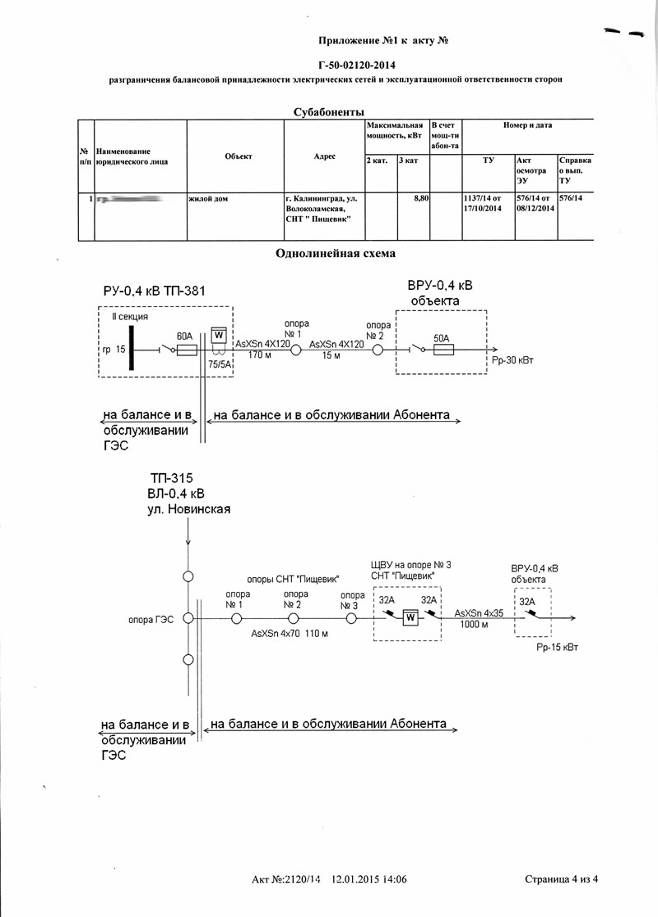 Приложение №1 к акту №
Г-50-02120-2014
разграничения балансовой принадлежности электрических сетей и эксплуатационной ответственности сторон
Субабоненты
№ п/п
Наименование юридического лица
Объект
Адрес
Максимальная мощность, кВт
В счет мощ-ти абон-та
Номер и дата
2 кат.
3 кат
ТУ
Акт осмотра ЭУ
Справка о вып. ТУ
1
гр.
жилой дом
г. Калининград, ул. Волоколамская, СНТ " Пищевик"
8,80
1137/14 от 17/10/2014
576/14 от 08/12/2014
576/14
Однолинейная схема
РУ-0,4 кВ ТП-381
ВРУ-0,4 кВ
объекта
II секция
гр 15
60А
W
75/5А
опора
№ 1
опора
№ 2
AsXSn 4X120
170 м
AsXSn 4X120
15 м
50А
Рр-30 кВт
на балансе и в
обслуживании
ГЭС
на балансе и в обслуживании Абонента
ТП-315
ВЛ-0,4 кВ
ул. Новинская
опоры СНТ "Пищевик"
ЩВУ на опоре № 3
СНТ "Пищевик"
ВРУ-0,4 кВ
объекта
опора ГЭС
опора
№ 1
опора
№ 2
опора
№ 3
AsXSn 4x70 110 м
32А
W
32А
AsXSn 4x35
1000 м
32А
Рр-15 кВт
на балансе и в
обслуживании
ГЭС
на балансе и в обслуживании Абонента
Акт №:2120/14 12.01.2015 14:06
Страница 4 из 4